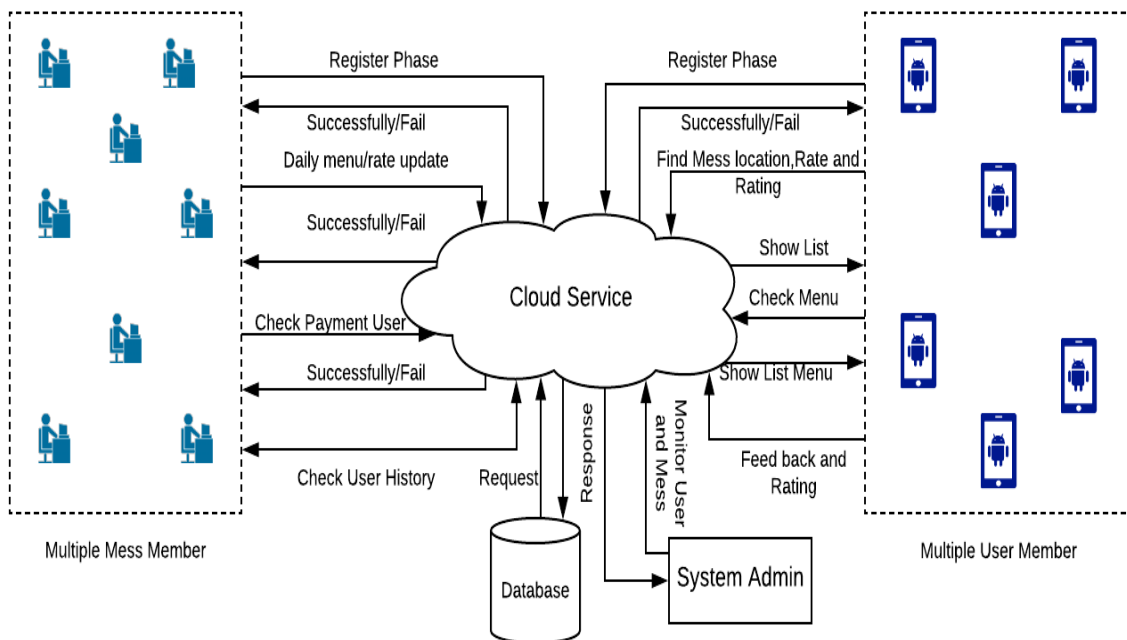 Register Phase
Successfully/Fail
Daily menu/rate update
Successfully/Fail
Check Payment User
Successfully/Fail
Check User History
Multiple Mess Member
Cloud Service
Request
Response
Monitor User
and Mess
Database
System Admin
Register Phase
Successfully/Fail
Find Mess location,Rate and
Rating
Show List
Check Menu
Show List Menu
Feed back and
Rating
Multiple User Member